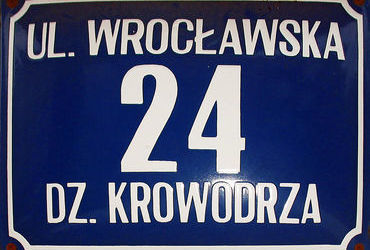 UL. WROCŁAWSKA
24
DZ. KROWODRZA